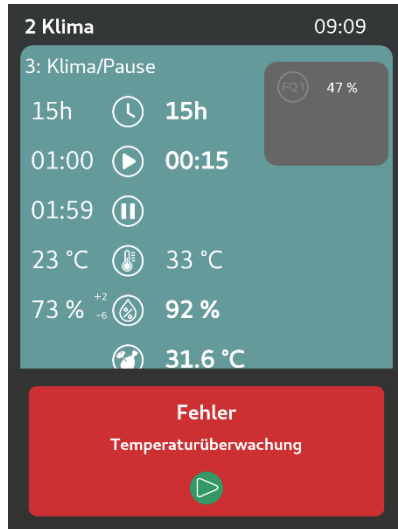 2 Klima 09:09
3: Klima/Pause
FQ1 47 %
15h 15h
01:00 00:15
01:59
23 °C 33 °C
73 % +2 -6 % 92 %
31.6 °C
Fehler
Temperaturüberwachung